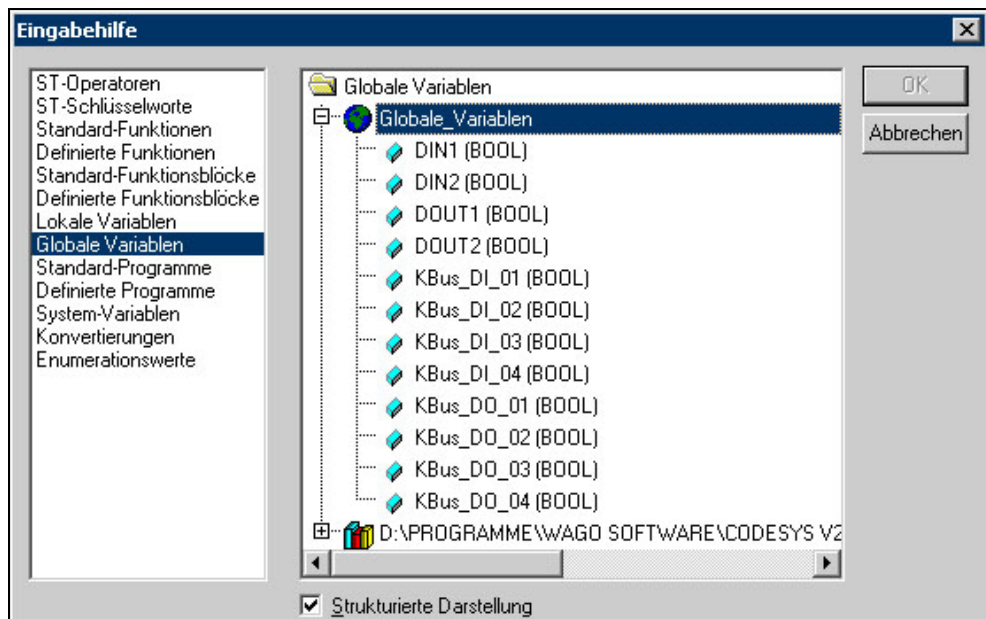 Eingabehilfe
ST-Operatoren
ST-Schlüsselworte
Standard-Funktionen
Definierte Funktionen
Standard-Funktionsblöcke
Definierte Funktionsblöcke
Lokale Variablen
Globale Variablen
Standard-Programme
Definierte Programme
System-Variablen
Konvertierungen
Enumerationswerte
Globale Variablen
Globale_Variablen
DIN1 (BOOL)
DIN2 (BOOL)
DOUT1 (BOOL)
DOUT2 (BOOL)
KBus_DI_01 (BOOL)
KBus_DI_02 (BOOL)
KBus_DI_03 (BOOL)
KBus_DI_04 (BOOL)
KBus_DO_01 (BOOL)
KBus_DO_02 (BOOL)
KBus_DO_03 (BOOL)
KBus_DO_04 (BOOL)
D:\PROGRAMME\WAGO SOFTWARE\CODESYS V2
Strukturierte Darstellung
OK
Abbrechen